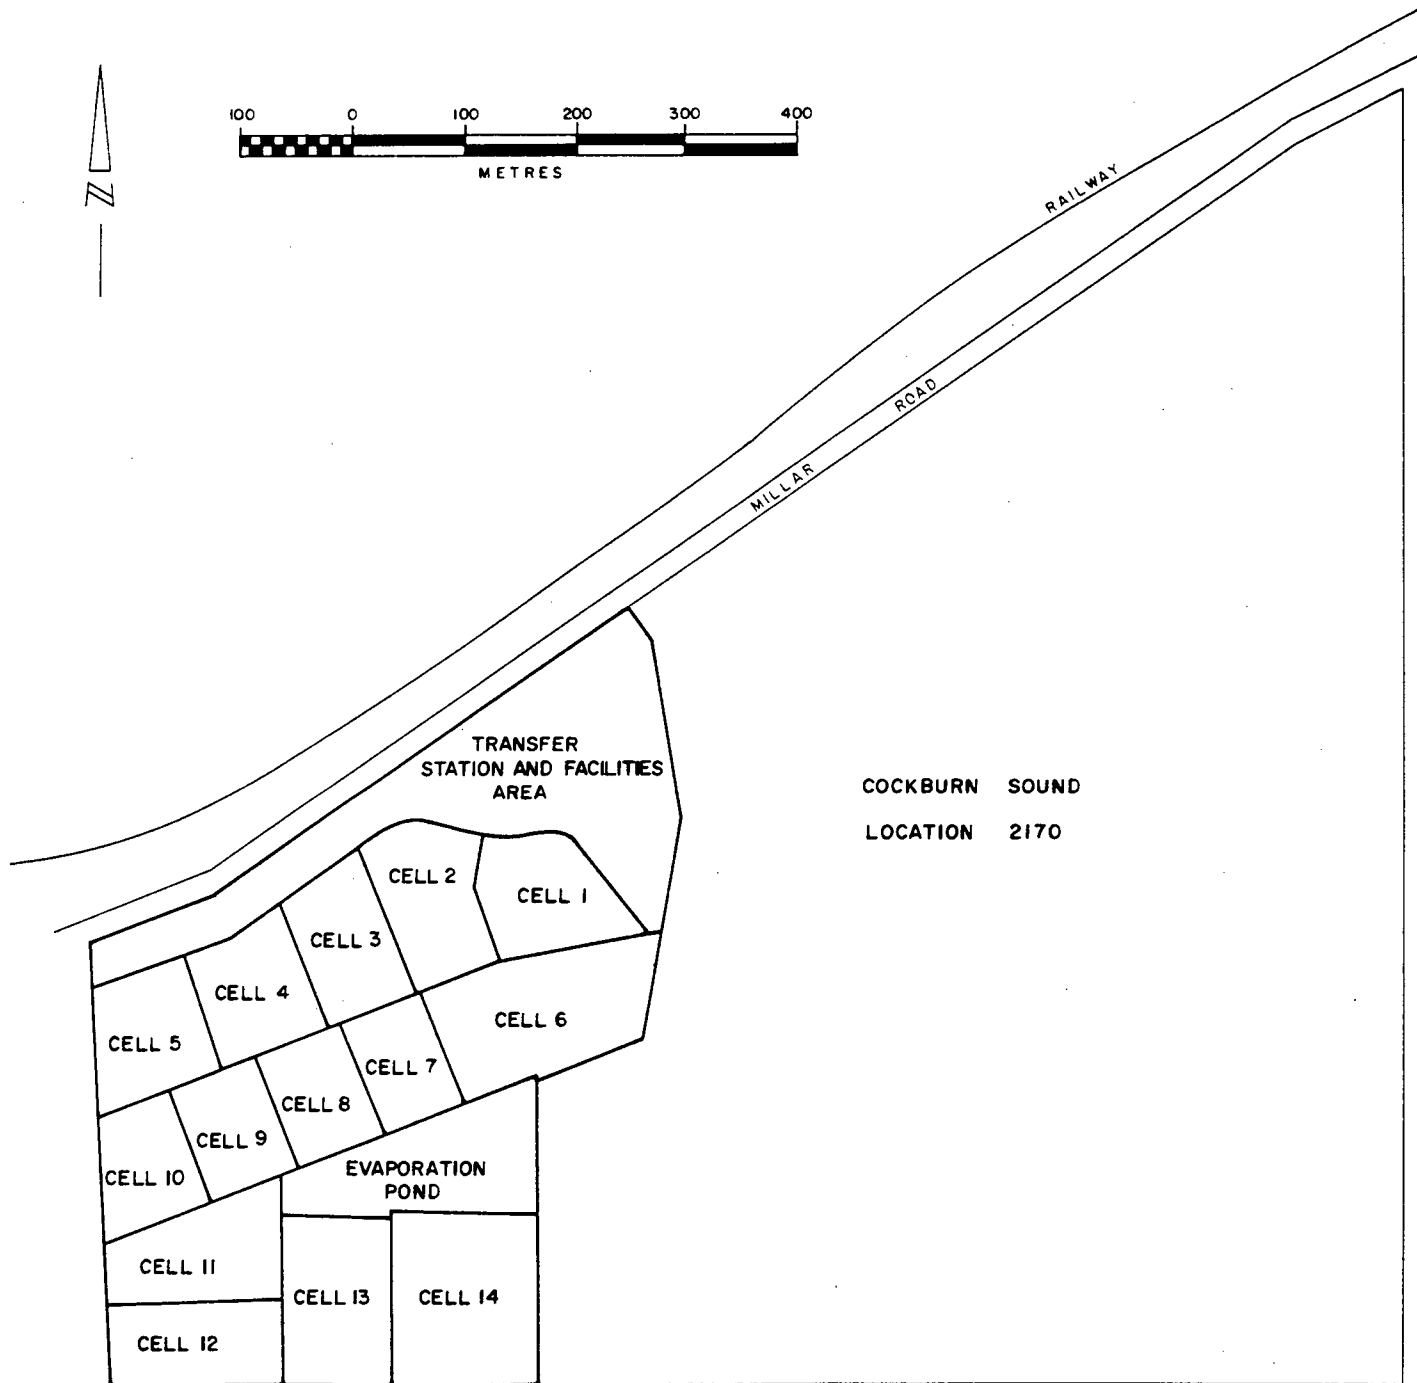 100 0 100 200 300 400
METRES
N
RAILWAY
MILLAR ROAD
TRANSFER
STATION AND FACILITIES
AREA
COCKBURN SOUND
LOCATION 2170
CELL 2
CELL 1
CELL 3
CELL 4
CELL 5
CELL 6
CELL 7
CELL 8
CELL 9
CELL 10
EVAPORATION
POND
CELL 11
CELL 13
CELL 14
CELL 12